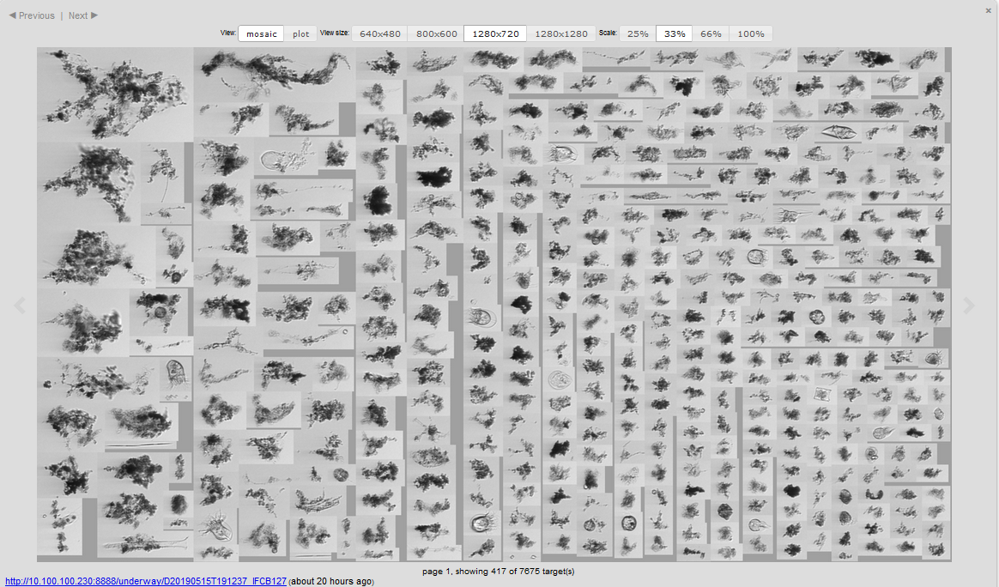 ×
◀ Previous | Next ▶
View: mosaic plot View size: 640x480 800x600 1280x720 1280x1280 Scale: 25% 33% 66% 100%
page 1, showing 417 of 7675 target(s)
http://10.100.100.230:8888/underway/D20190515T191237_IFCB127 (about 20 hours ago)